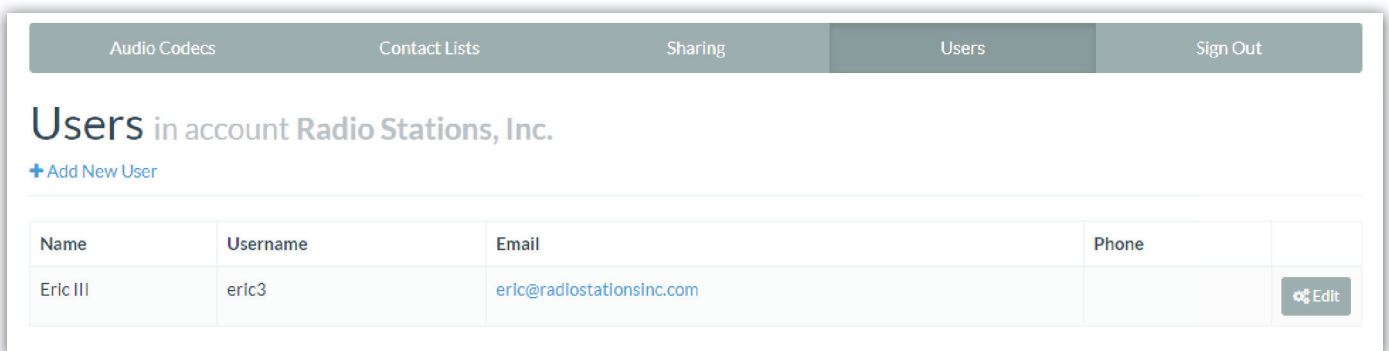 Audio Codecs Contact Lists Sharing Users Sign Out
Users in account Radio Stations, Inc.
+ Add New User
Name Username Email Phone
Eric III eric3 eric@radiostationsinc.com Edit